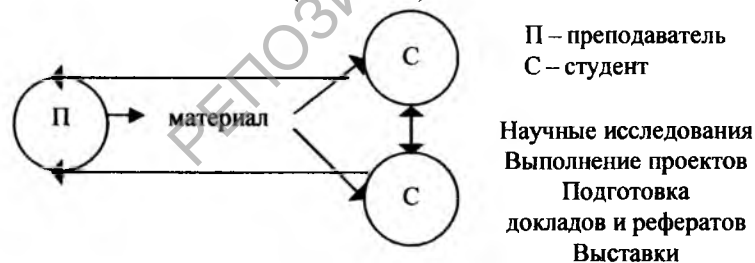 С
П – преподаватель
С – студент
П
материал
С
Научные исследования
Выполнение проектов
Подготовка
докладов и рефератов
Выставки